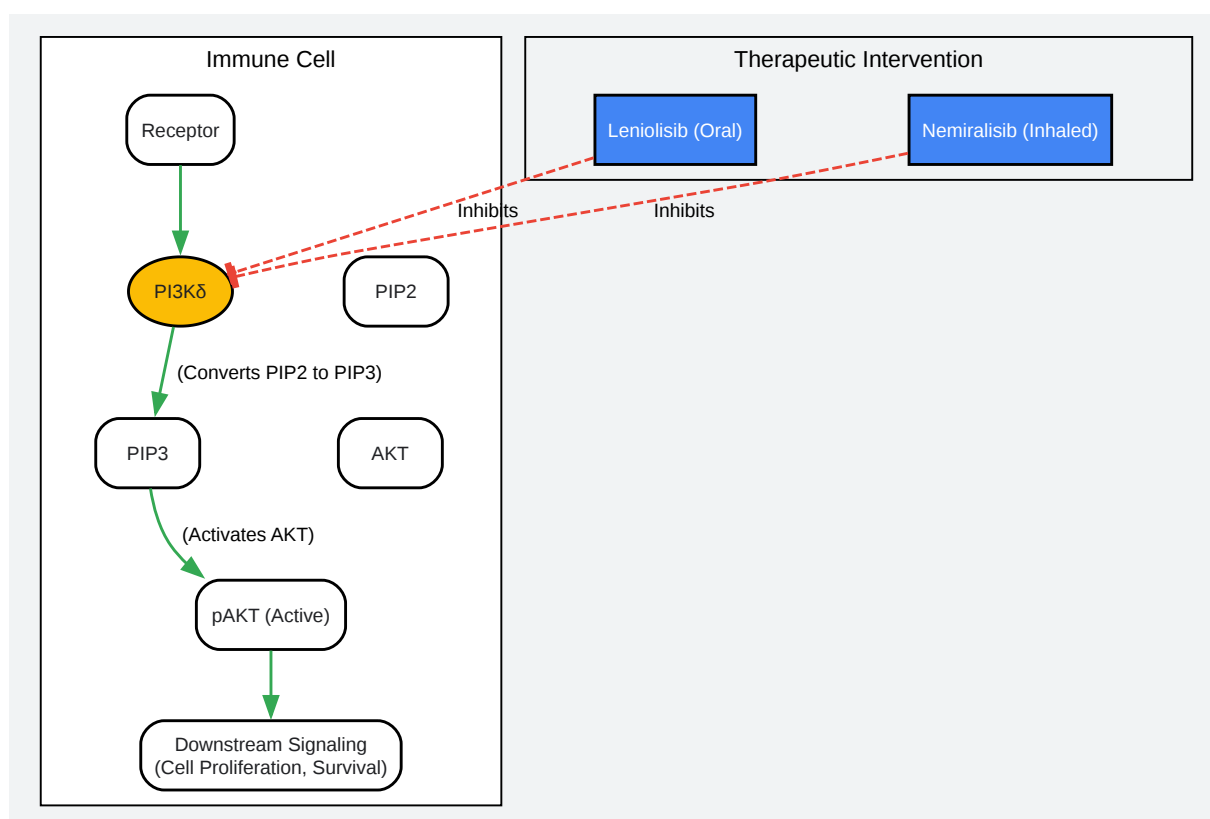 Immune Cell
Therapeutic Intervention
Receptor
Leniolisib (Oral)
Nemiralisib (Inhaled)
Inhibits
Inhibits
PI3Kδ
PIP2
(Converts PIP2 to PIP3)
PIP3
AKT
(Activates AKT)
pAKT (Active)
Downstream Signaling
(Cell Proliferation, Survival)